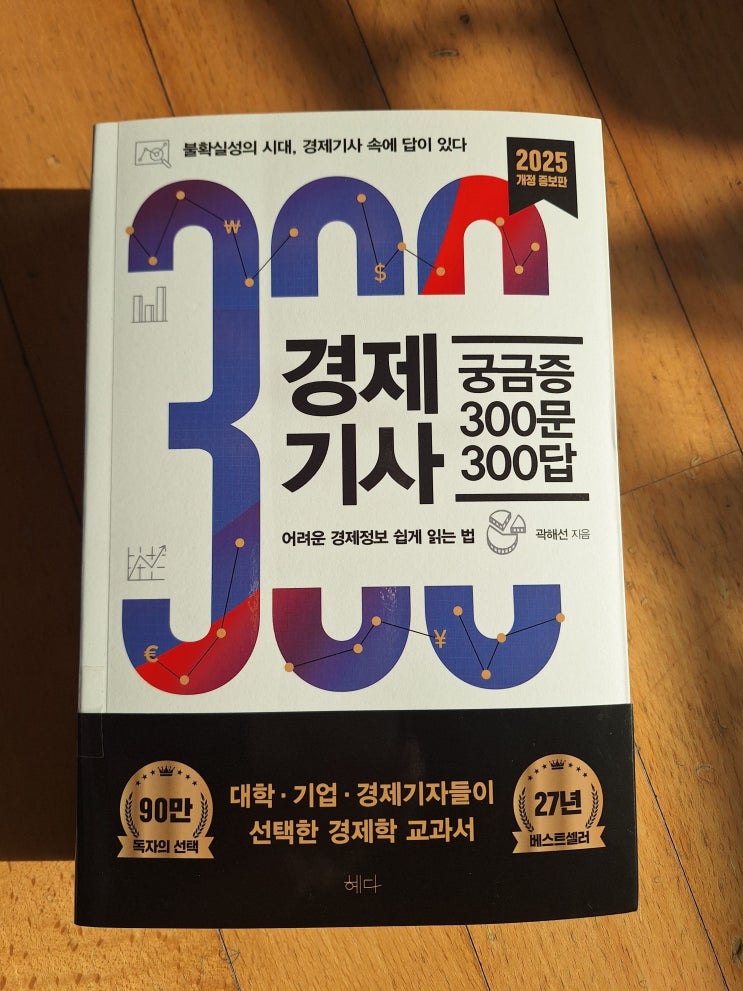 불확실성의 시대, 경제기사 속에 답이 있다
2025
개정 증보판
300
₩
$
경제
기사
궁금증
300문
300답
어려운 경제정보 쉽게 읽는 법
곽해선 지음
€
¥
90만
독자의 선택
대학·기업·경제기자들이
선택한 경제학 교과서
27년
베스트셀러
혜다